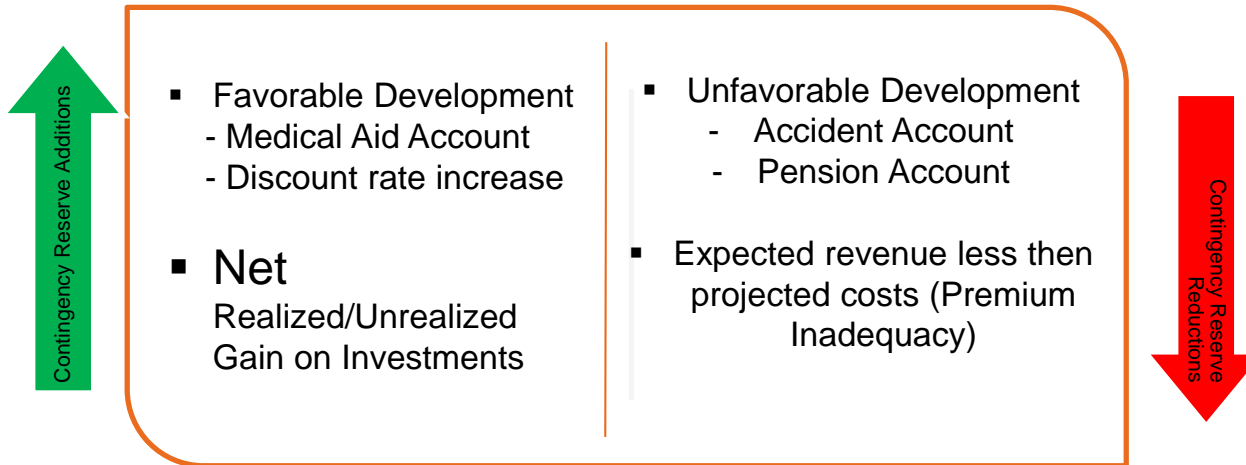 Contingency Reserve Additions
▪ Favorable Development
- Medical Aid Account
- Discount rate increase
▪ Net
Realized/Unrealized
Gain on Investments
▪ Unfavorable Development
- Accident Account
- Pension Account
▪ Expected revenue less then
projected costs (Premium
Inadequacy)
Contingency Reserve
Reductions